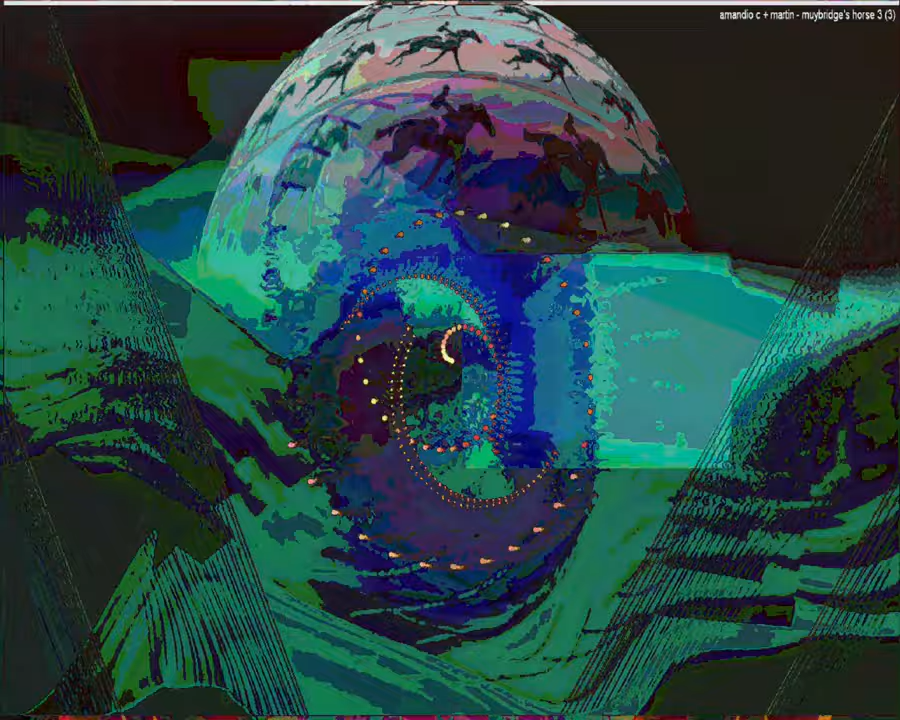 amandio c + martin - muybridge's horse 3 (3)